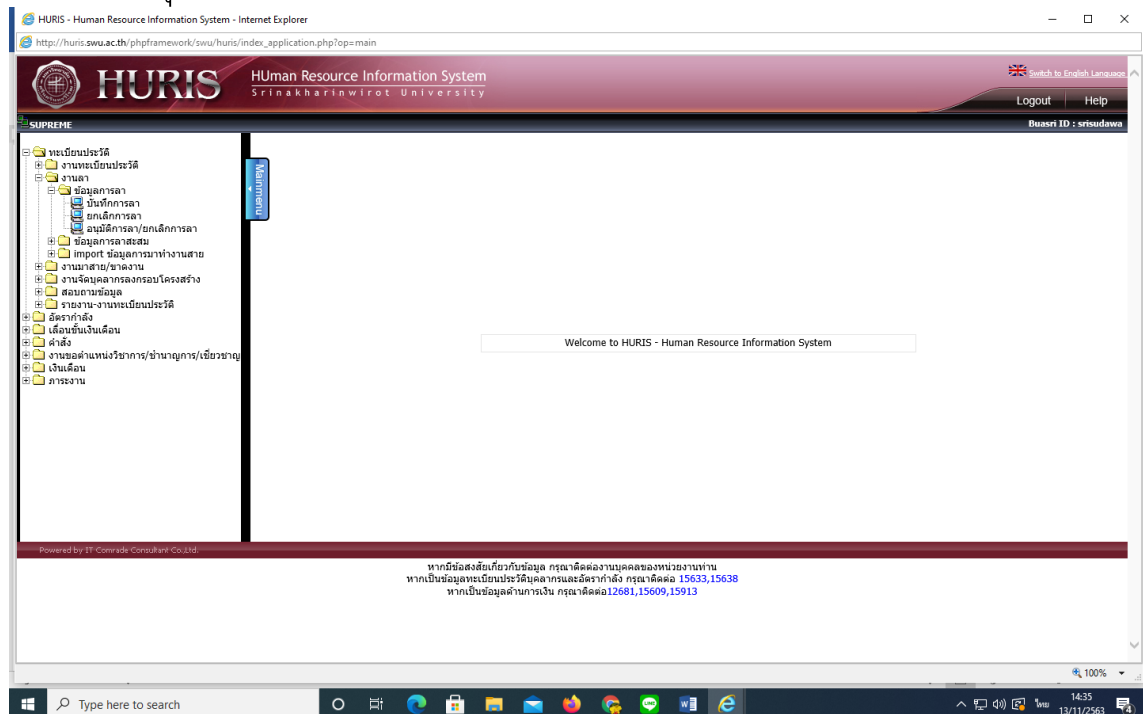 HURIS - Human Resource Information System - Internet Explorer
http://huris.swu.ac.th/phpframework/swu/huris/index_application.php?op=main
HURIS
HUman Resource Information System
Srinakharinwirot University
Switch to English Language
Logout
Help
SUPREME
Buasri ID : srisudawa
Mainmenu
ทะเบียนประวัติ
งานทะเบียนประวัติ
งานลา
ข้อมูลการลา
บันทึกการลา
ยกเลิกการลา
อนุมัติการลา/ยกเลิกการลา
ข้อมูลการลาสะสม
import ข้อมูลการมาทำงานสาย
งานมาสาย/ขาดงาน
งานจัดบุคลากรลงกรอบโครงสร้าง
สอบถามข้อมูล
รายงาน-งานทะเบียนประวัติ
อัตรากำลัง
เลื่อนขั้นเงินเดือน
คำสั่ง
งานขอตำแหน่งวิชาการ/ชำนาญการ/เชี่ยวชาญ
เงินเดือน
ภาระงาน
Welcome to HURIS - Human Resource Information System
Powered by IT Comrade Consultant Co.,Ltd.
หากมีข้อสงสัยเกี่ยวกับข้อมูล กรุณาติดต่องานบุคคลของหน่วยงานท่าน
หากเป็นข้อมูลทะเบียนประวัติบุคลากรและอัตรากำลัง กรุณาติดต่อ 15633,15638
หากเป็นข้อมูลด้านการเงิน กรุณาติดต่อ12681,15609,15913
100%
Type here to search
ไทย
14:35
13/11/2563